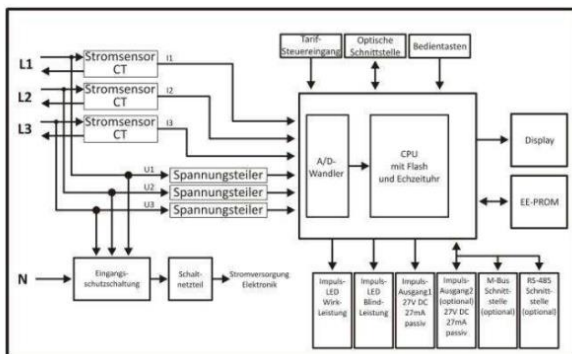 Tarif-
Steuereingang
Optische
Schnittstelle
Bedientasten
L1
Stromsensor
CT
I1
L2
Stromsensor
CT
I2
L3
Stromsensor
CT
I3
A/D-
Wandler
CPU
mit Flash
und Echzeituhr
Display
EE-PROM
U1
Spannungsteiler
U2
Spannungsteiler
U3
Spannungsteiler
N
Eingangs-
schutzschaltung
Schalt-
netzteil
Stromversorgung
Elektronik
Impuls-
LED
Wirk-
Leistung
Impuls-
LED
Blind-
Leistung
Impuls-
Ausgang1
27V DC
27mA
passiv
Impuls-
Ausgang2
(optional)
27V DC
27mA
passiv
M-Bus
Schnitt-
stelle
(optional)
RS-485
Schnitt-
stelle
(optional)